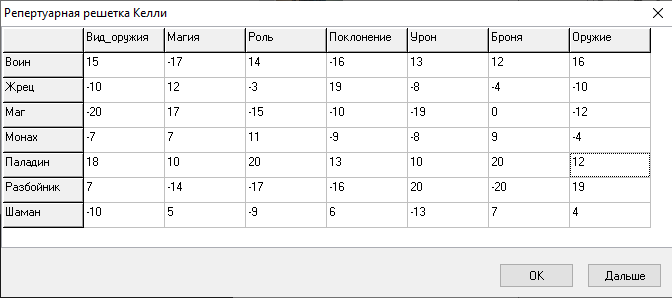 Репертуарная решетка Келли
Вид_оружия Магия Роль Поклонение Урон Броня Оружие
Воин 15 -17 14 -16 13 12 16
Жрец -10 12 -3 19 -8 -4 -10
Маг -20 17 -15 -10 -19 0 -12
Монах -7 7 11 -9 -8 9 -4
Паладин 18 10 20 13 10 20 12
Разбойник 7 -14 -17 -16 20 -20 19
Шаман -10 5 -9 6 -13 7 4
OK Дальше